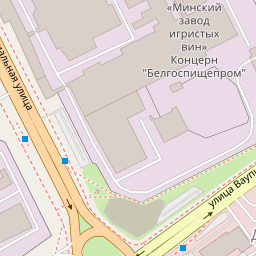 «Минский
завод
игристых
вин»
Концерн
"Белгоспищепром"
альная улица
улица Ваупш